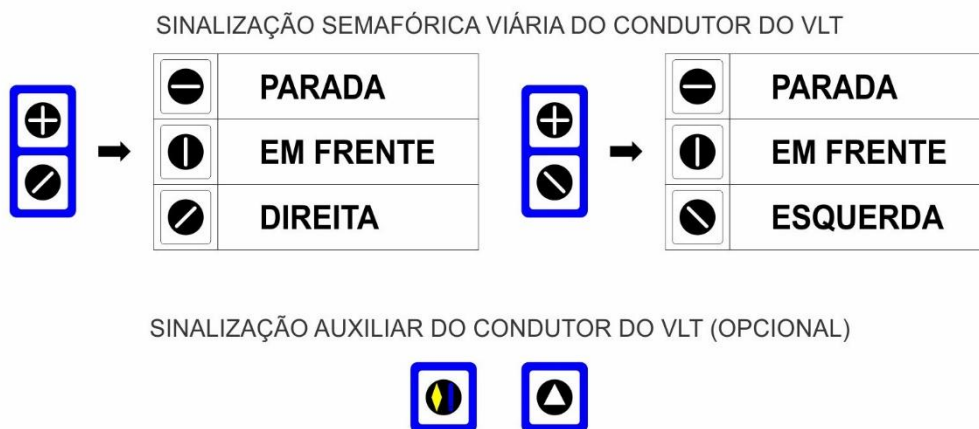 SINALIZAÇÃO SEMAFÓRICA VIÁRIA DO CONDUTOR DO VLT
PARADA
EM FRENTE
DIREITA
PARADA
EM FRENTE
ESQUERDA
SINALIZAÇÃO AUXILIAR DO CONDUTOR DO VLT (OPCIONAL)